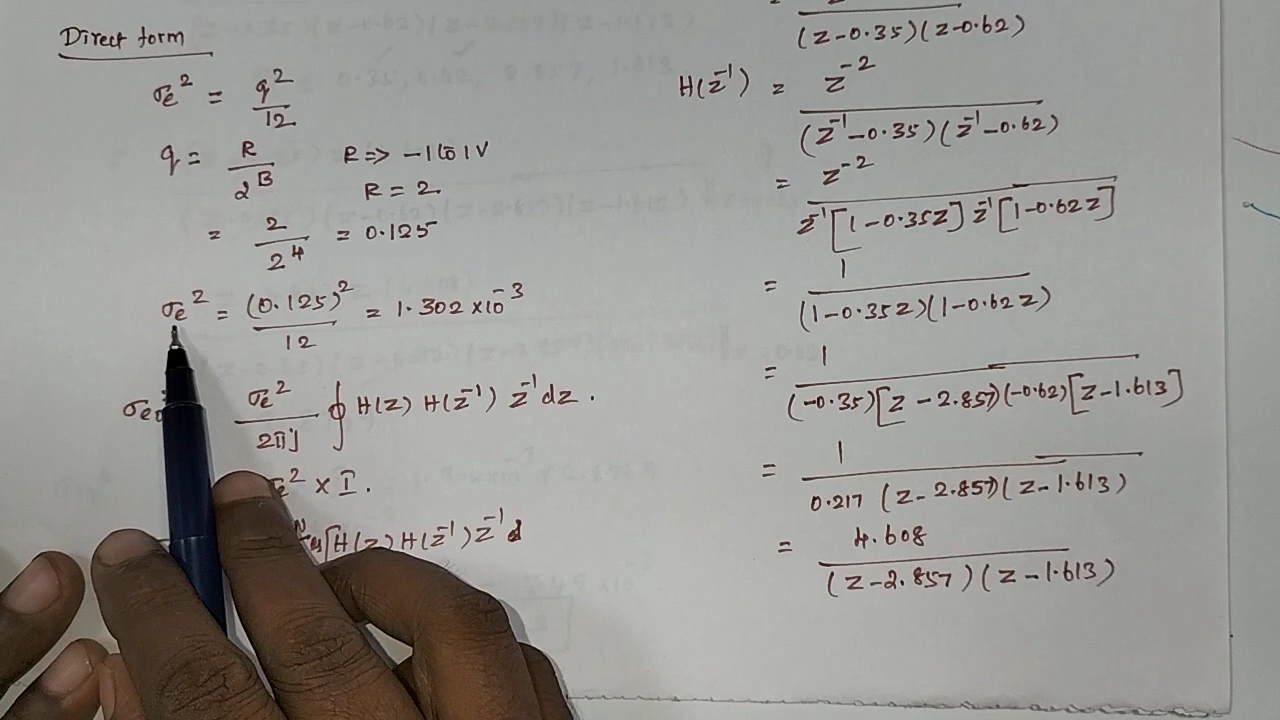 Direct form
σe² = q²/12
q = R/2^B R => -1 to 1V
R = 2
= 2/2⁴ = 0.125
σe² = (0.125)²/12 = 1.302 x10⁻³
σe² / 2πj ∮ H(z) H(z⁻¹) z⁻¹ dz .
² x I .
[H(z) H(z⁻¹) z⁻¹
(z-0.35)(z-0.62)
H(z⁻¹) = z⁻² / (z⁻¹-0.35)(z⁻¹-0.62)
= z⁻² / z⁻¹[1-0.35z] z⁻¹[1-0.62z]
= 1 / (1-0.35z)(1-0.62z)
= 1 / (-0.35)[z-2.857)(-0.62)[z-1.613]
= 1 / 0.217 (z-2.857)(z-1.613)
= 4.608 / (z-2.857)(z-1.613)